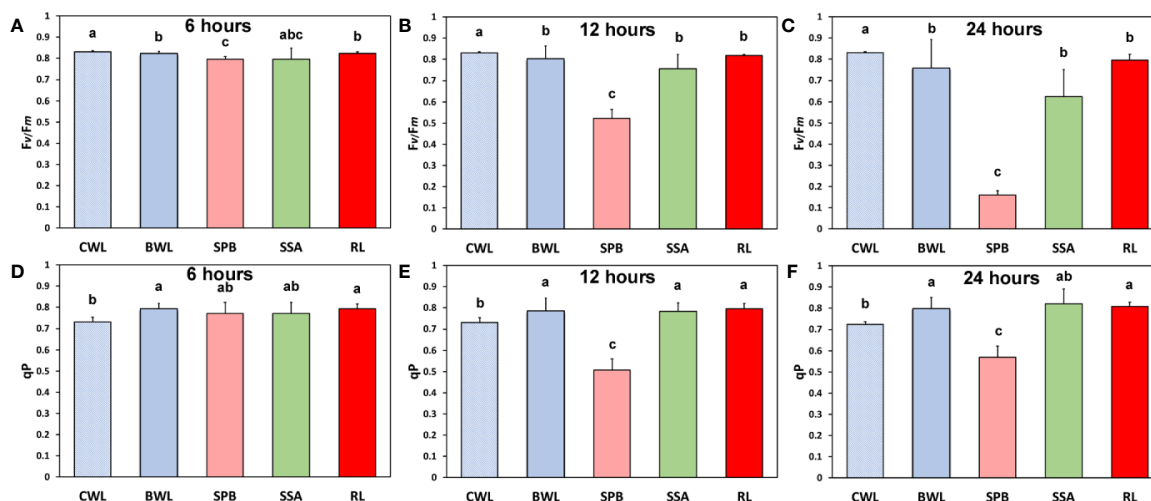 A
6 hours
a b c abc b
Fv/Fm
1
0.9
0.8
0.7
0.6
0.5
0.4
0.3
0.2
0.1
0
CWL BWL SPB SSA RL
B
12 hours
a b c b b
Fv/Fm
1
0.9
0.8
0.7
0.6
0.5
0.4
0.3
0.2
0.1
0
CWL BWL SPB SSA RL
C
24 hours
a b c b b
Fv/Fm
1
0.9
0.8
0.7
0.6
0.5
0.4
0.3
0.2
0.1
0
CWL BWL SPB SSA RL
D
6 hours
b a ab ab a
qP
1
0.9
0.8
0.7
0.6
0.5
0.4
0.3
0.2
0.1
0
CWL BWL SPB SSA RL
E
12 hours
b a c a a
qP
1
0.9
0.8
0.7
0.6
0.5
0.4
0.3
0.2
0.1
0
CWL BWL SPB SSA RL
F
24 hours
b a c ab a
qP
1
0.9
0.8
0.7
0.6
0.5
0.4
0.3
0.2
0.1
0
CWL BWL SPB SSA RL